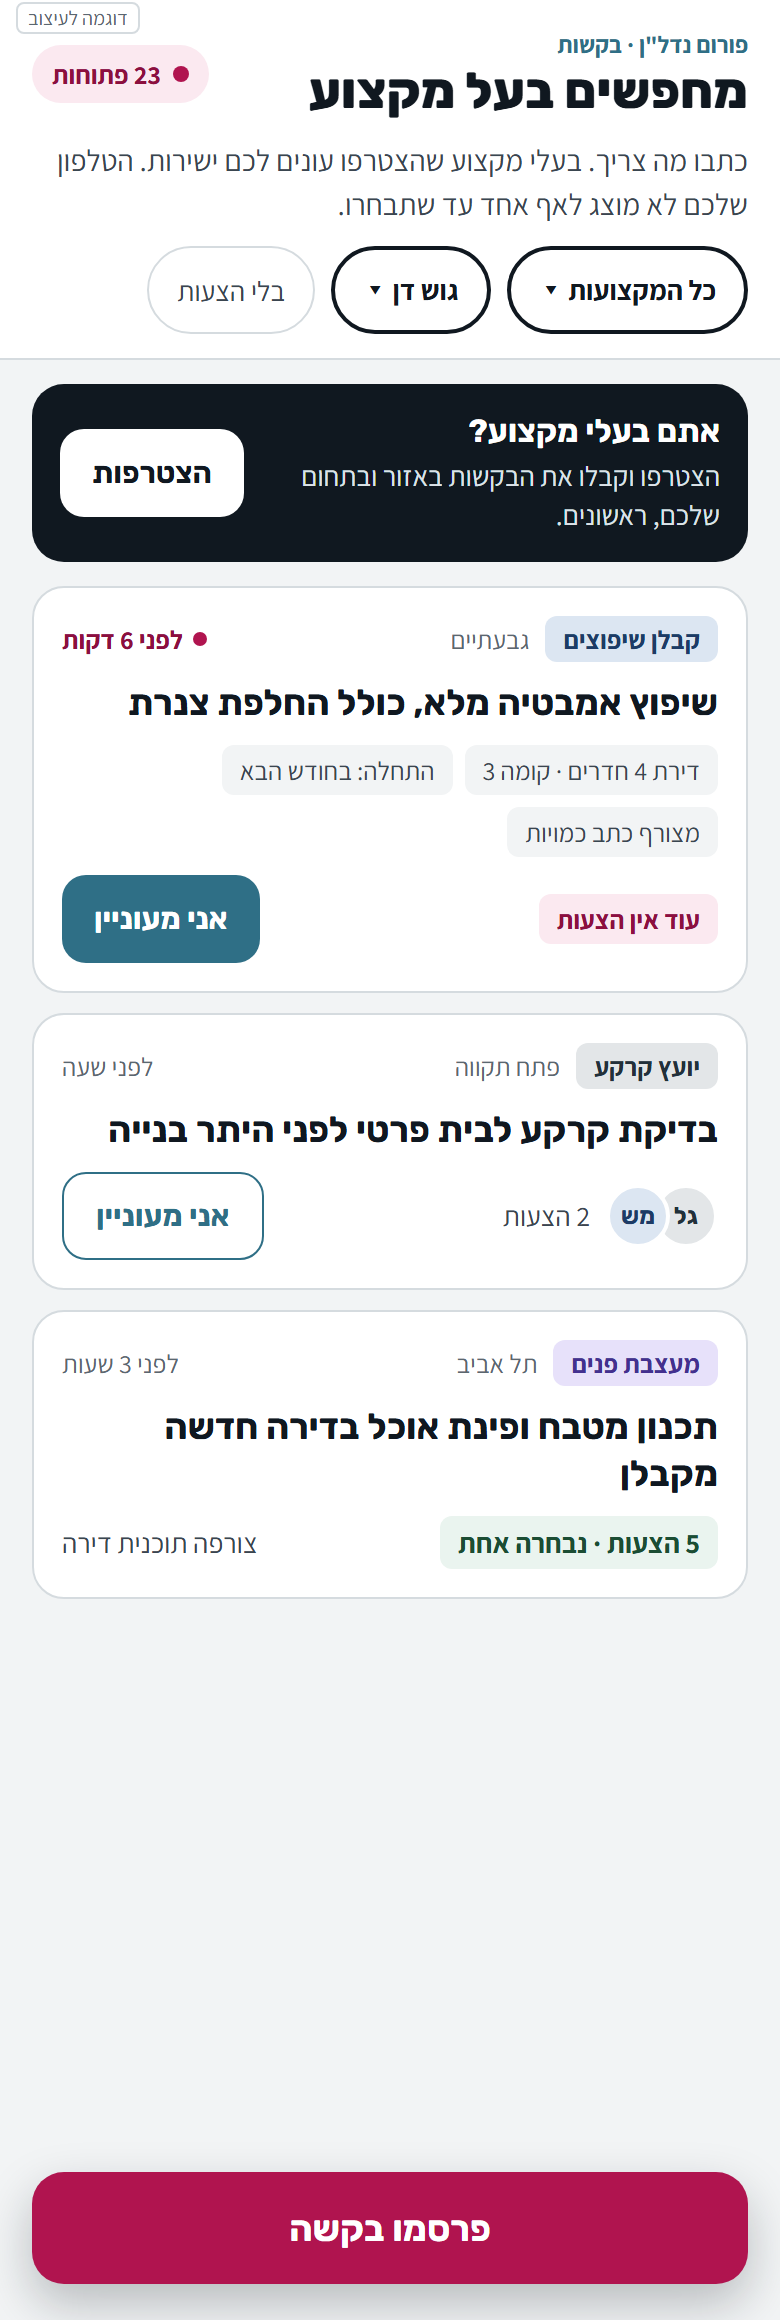 דוגמה לעיצוב
פורום נדל"ן · בקשות
מחפשים בעל מקצוע
23 פתוחות
כתבו מה צריך. בעלי מקצוע שהצטרפו עונים לכם ישירות. הטלפון
שלכם לא מוצג לאף אחד עד שתבחרו.
כל המקצועות
גוש דן
בלי הצעות
אתם בעלי מקצוע?
הצטרפו וקבלו את הבקשות באזור ובתחום
שלכם, ראשונים.
הצטרפות
קבלן שיפוצים
גבעתיים
לפני 6 דקות
שיפוץ אמבטיה מלא, כולל החלפת צנרת
דירת 4 חדרים · קומה 3
התחלה: בחודש הבא
מצורף כתב כמויות
עוד אין הצעות
אני מעוניין
יועץ קרקע
פתח תקווה
לפני שעה
בדיקת קרקע לבית פרטי לפני היתר בנייה
גל
מש
2 הצעות
אני מעוניין
מעצבת פנים
תל אביב
לפני 3 שעות
תכנון מטבח ופינת אוכל בדירה חדשה
מקבלן
5 הצעות · נבחרה אחת
צורפה תוכנית דירה
פרסמו בקשה